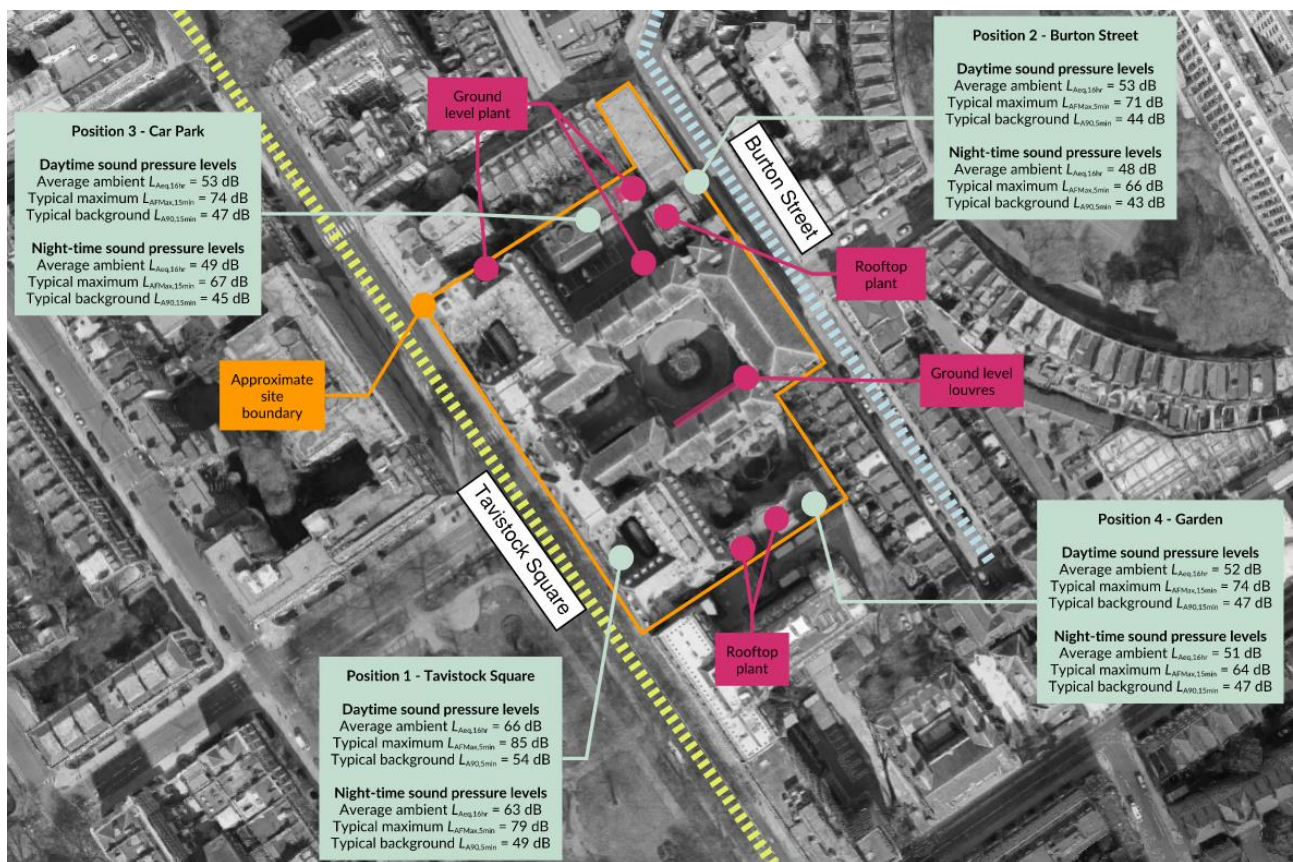 Position 2 - Burton Street
Daytime sound pressure levels
Average ambient LAeq,16hr = 53 dB
Typical maximum LAFMax,5min = 71 dB
Typical background LA90,5min = 44 dB
Night-time sound pressure levels
Average ambient LAeq,16hr = 48 dB
Typical maximum LAFMax,5min = 66 dB
Typical background LA90,5min = 43 dB
Ground
level plant
Position 3 - Car Park
Daytime sound pressure levels
Average ambient LAeq,16hr = 53 dB
Typical maximum LAFMax,15min = 74 dB
Typical background LA90,15min = 47 dB
Night-time sound pressure levels
Average ambient LAeq,16hr = 49 dB
Typical maximum LAFMax,15min = 67 dB
Typical background LA90,15min = 45 dB
Burton Street
Rooftop
plant
Approximate
site
boundary
Ground level
louvres
Tavistock Square
Position 4 - Garden
Daytime sound pressure levels
Average ambient LAeq,16hr = 52 dB
Typical maximum LAFMax,15min = 74 dB
Typical background LA90,15min = 47 dB
Night-time sound pressure levels
Average ambient LAeq,16hr = 51 dB
Typical maximum LAFMax,15min = 64 dB
Typical background LA90,15min = 47 dB
Rooftop
plant
Position 1 - Tavistock Square
Daytime sound pressure levels
Average ambient LAeq,16hr = 66 dB
Typical maximum LAFMax,5min = 85 dB
Typical background LA90,5min = 54 dB
Night-time sound pressure levels
Average ambient LAeq,16hr = 63 dB
Typical maximum LAFMax,5min = 79 dB
Typical background LA90,5min = 49 dB